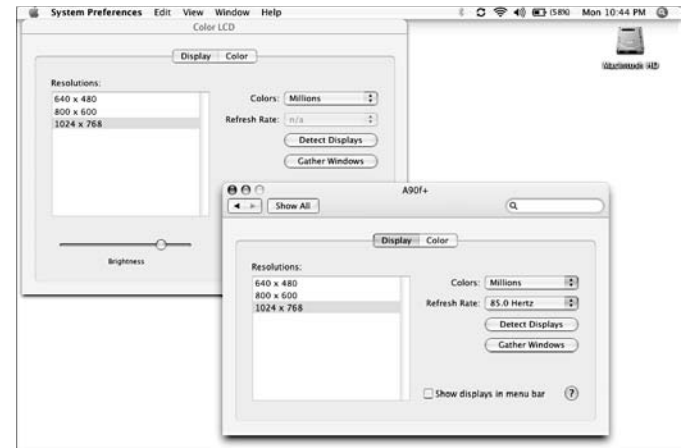 System Preferences Edit View Window Help (58%) Mon 10:44 PM
Color LCD
Macintosh HD
Display Color
Resolutions:
640 x 480
800 x 600
1024 x 768
Colors: Millions
Refresh Rate: n/a
Detect Displays
Gather Windows
Brightness
A90f+
Show All
Display Color
Resolutions:
640 x 480
800 x 600
1024 x 768
Colors: Millions
Refresh Rate: 85.0 Hertz
Detect Displays
Gather Windows
Show displays in menu bar ?